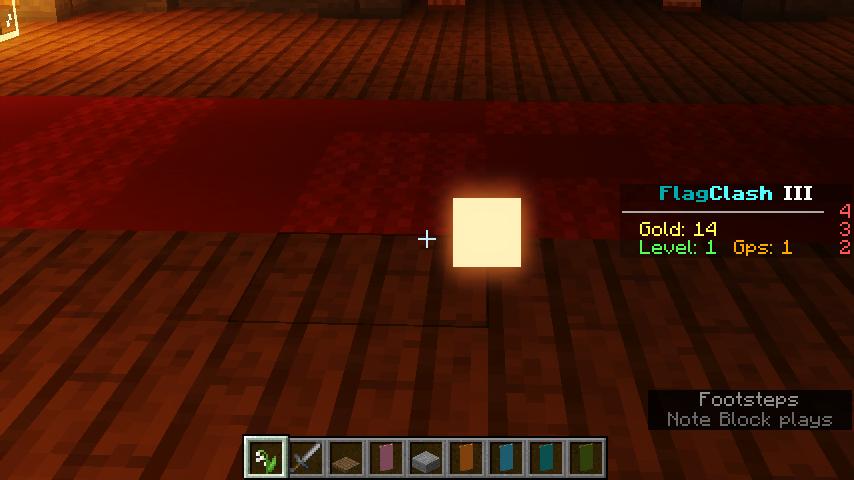 FlagClash III
4
Gold: 14
3
Level: 1 Gps: 1
2
Footsteps
Note Block plays